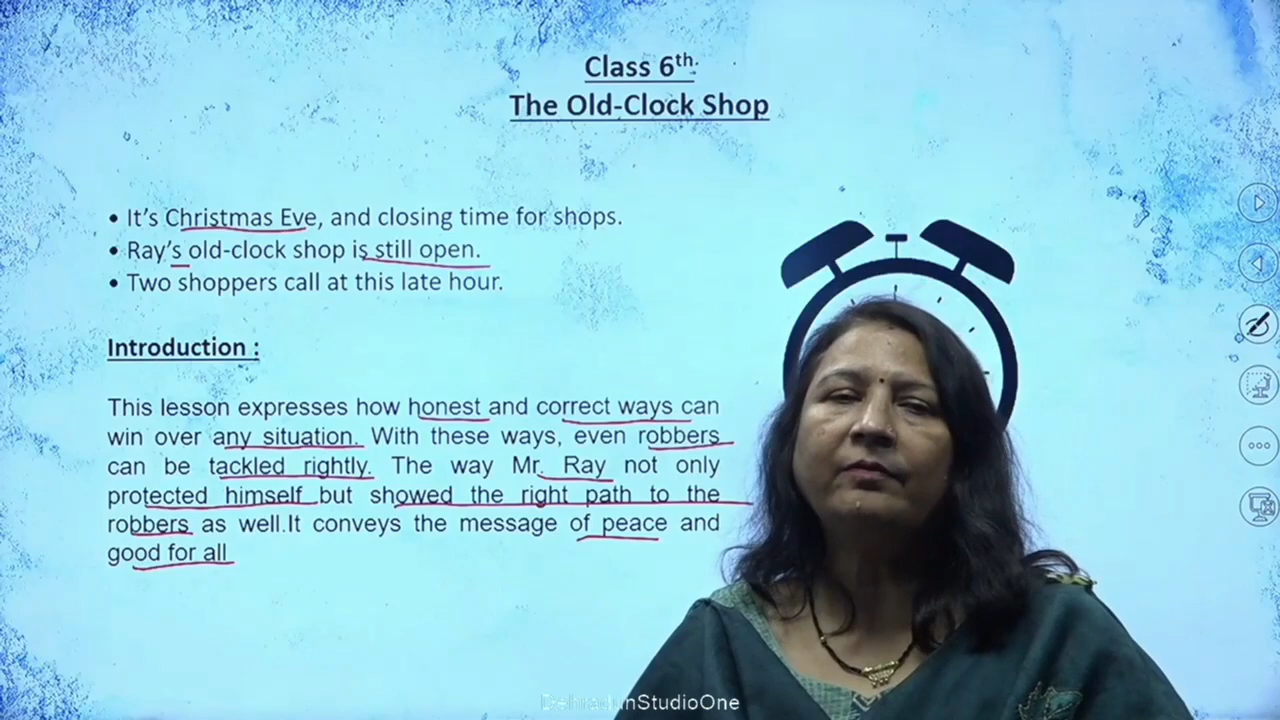 Class 6th.
The Old-Clock Shop
• It's Christmas Eve, and closing time for shops.
• Ray's old-clock shop is still open.
• Two shoppers call at this late hour.
Introduction :
This lesson expresses how honest and correct ways can
win over any situation. With these ways, even robbers
can be tackled rightly. The way Mr. Ray not only
protected himself but showed the right path to the
robbers as well.It conveys the message of peace and
good for all
DehradunStudioOne